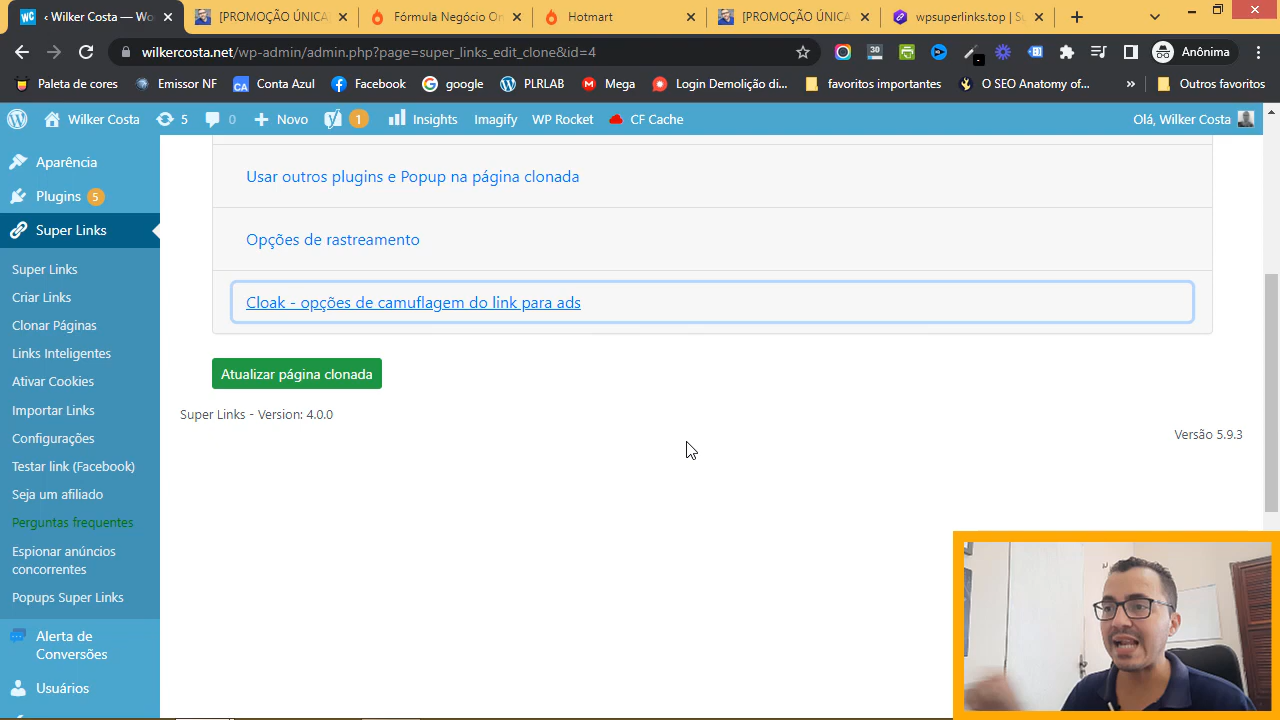 ‹ Wilker Costa — Wo
[PROMOÇÃO ÚNICA
Fórmula Negócio On
Hotmart
[PROMOÇÃO ÚNICA
wpsuperlinks.top | Su
wilkercosta.net/wp-admin/admin.php?page=super_links_edit_clone&id=4
30
Anônima
Paleta de cores
Emissor NF
CA
Conta Azul
Facebook
google
PLRLAB
Mega
Login Demolição di...
favoritos importantes
O SEO Anatomy of...
»
Outros favoritos
Wilker Costa
5
0
Novo
1
Insights
Imagify
WP Rocket
CF Cache
Olá, Wilker Costa
Aparência
Plugins 5
Super Links
Super Links
Criar Links
Clonar Páginas
Links Inteligentes
Ativar Cookies
Importar Links
Configurações
Testar link (Facebook)
Seja um afiliado
Perguntas frequentes
Espionar anúncios
concorrentes
Popups Super Links
Alerta de
Conversões
Usuários
Usar outros plugins e Popup na página clonada
Opções de rastreamento
Cloak - opções de camuflagem do link para ads
Atualizar página clonada
Super Links - Version: 4.0.0
Versão 5.9.3